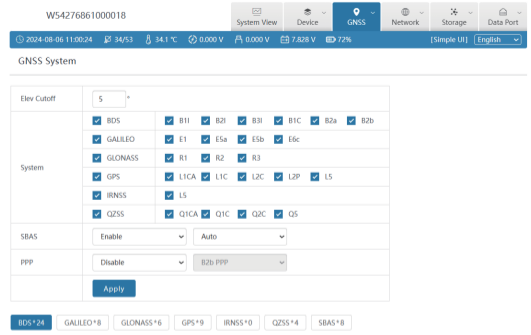 W54276861000018
System View
Device
GNSS
Network
Storage
Data Port
2024-08-06 11:00:24 34/53 34.1 °C 0.000 V 0.000 V 7.828 V 72% [Simple UI] English
GNSS System
Elev Cutoff 5 °
System
BDS B1I B2I B3I B1C B2a B2b
GALILEO E1 E5a E5b E6c
GLONASS R1 R2 R3
GPS L1CA L1C L2C L2P L5
IRNSS L5
QZSS Q1CA Q1C Q2C Q5
SBAS Enable Auto
PPP Disable B2b PPP
Apply
BDS*24 GALILEO*8 GLONASS*6 GPS*9 IRNSS*0 QZSS*4 SBAS*8